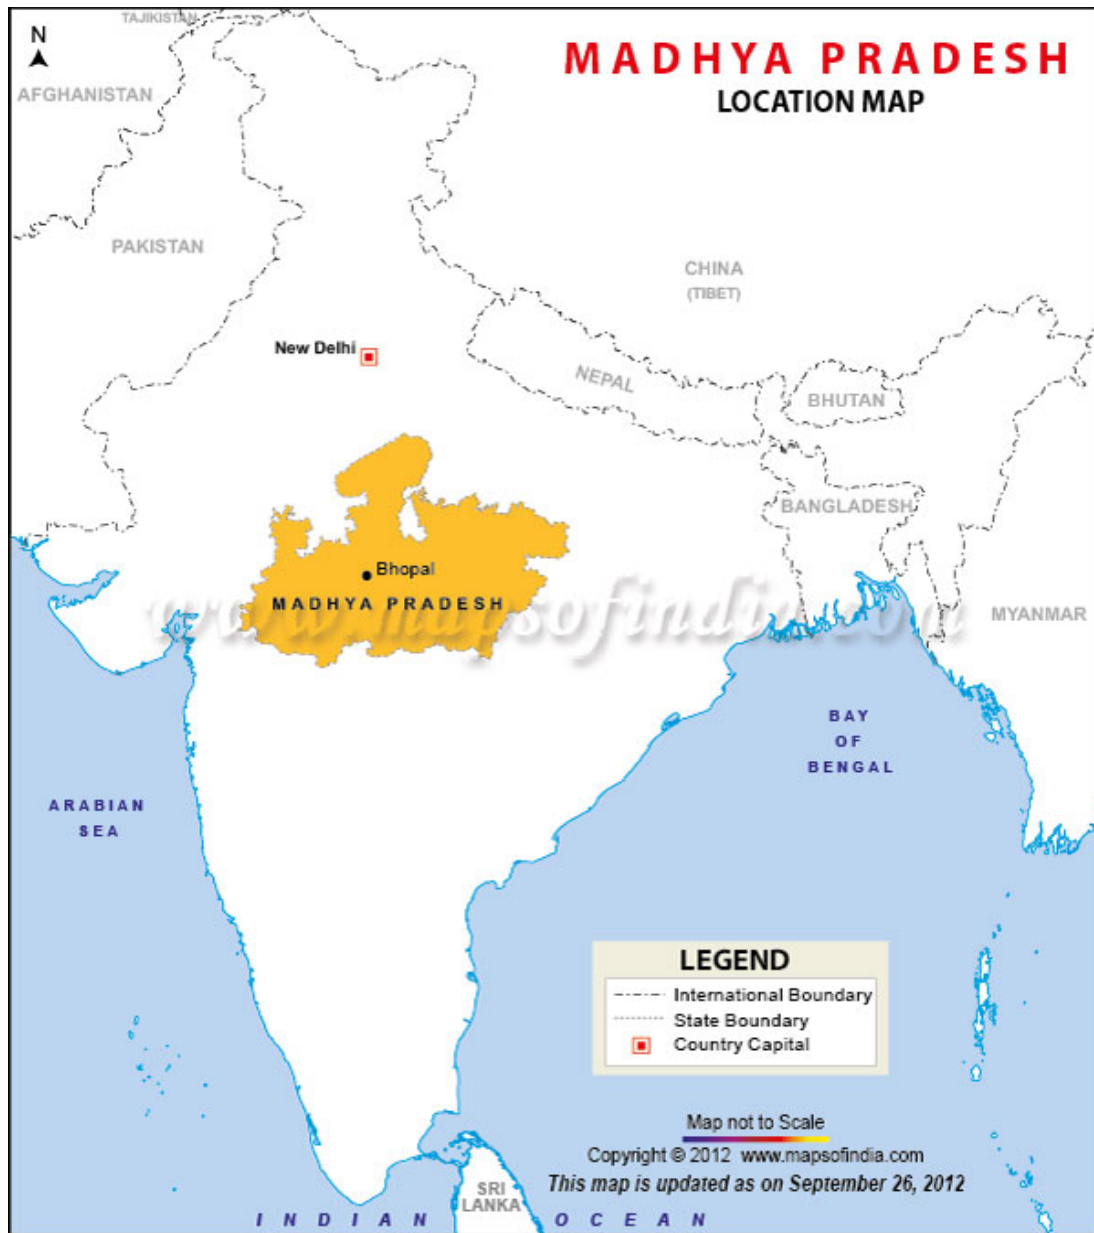 TAJIKISTAN
N
MADHYA PRADESH
LOCATION MAP
AFGHANISTAN
PAKISTAN
CHINA
(TIBET)
New Delhi
NEPAL
BHUTAN
BANGLADESH
Bhopal
MADHYA PRADESH
www.mapsofindia.com
MYANMAR
BAY
OF
BENGAL
ARABIAN
SEA
LEGEND
International Boundary
State Boundary
Country Capital
Map not to Scale
Copyright © 2012 www.mapsofindia.com
This map is updated as on September 26, 2012
SRI
LANKA
INDIAN OCEAN